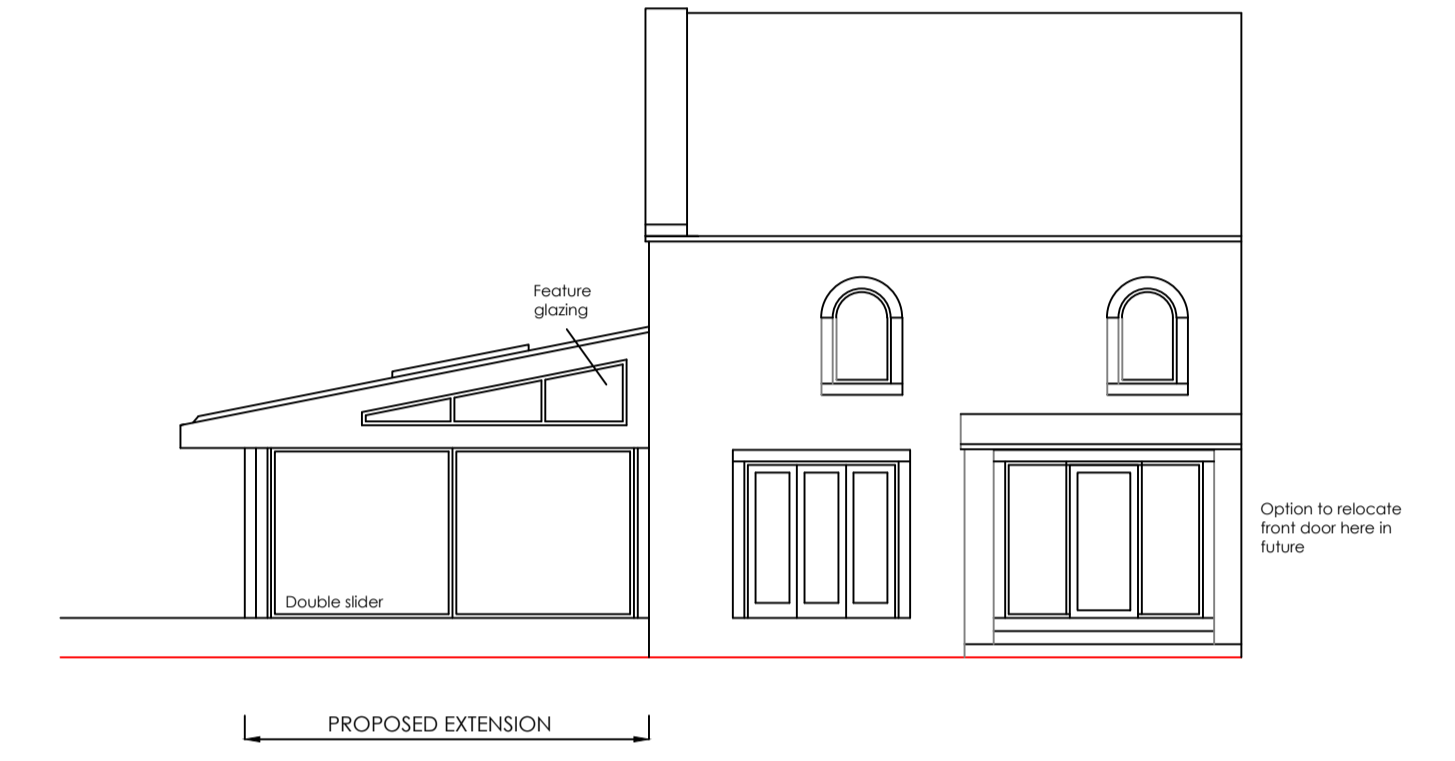 Feature
glazing
Double slider
Option to relocate
front door here in
future
PROPOSED EXTENSION